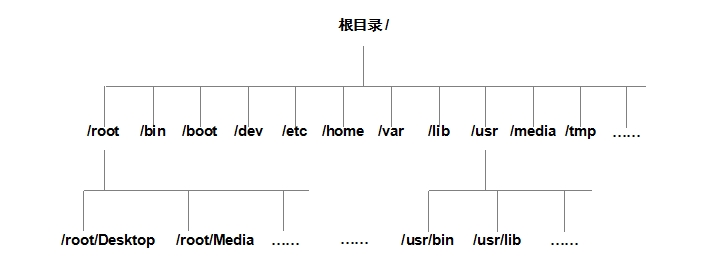 根目录 /
/root /bin /boot /dev /etc /home /var /lib /usr /media /tmp ……
/root/Desktop /root/Media …… …… /usr/bin /usr/lib ……